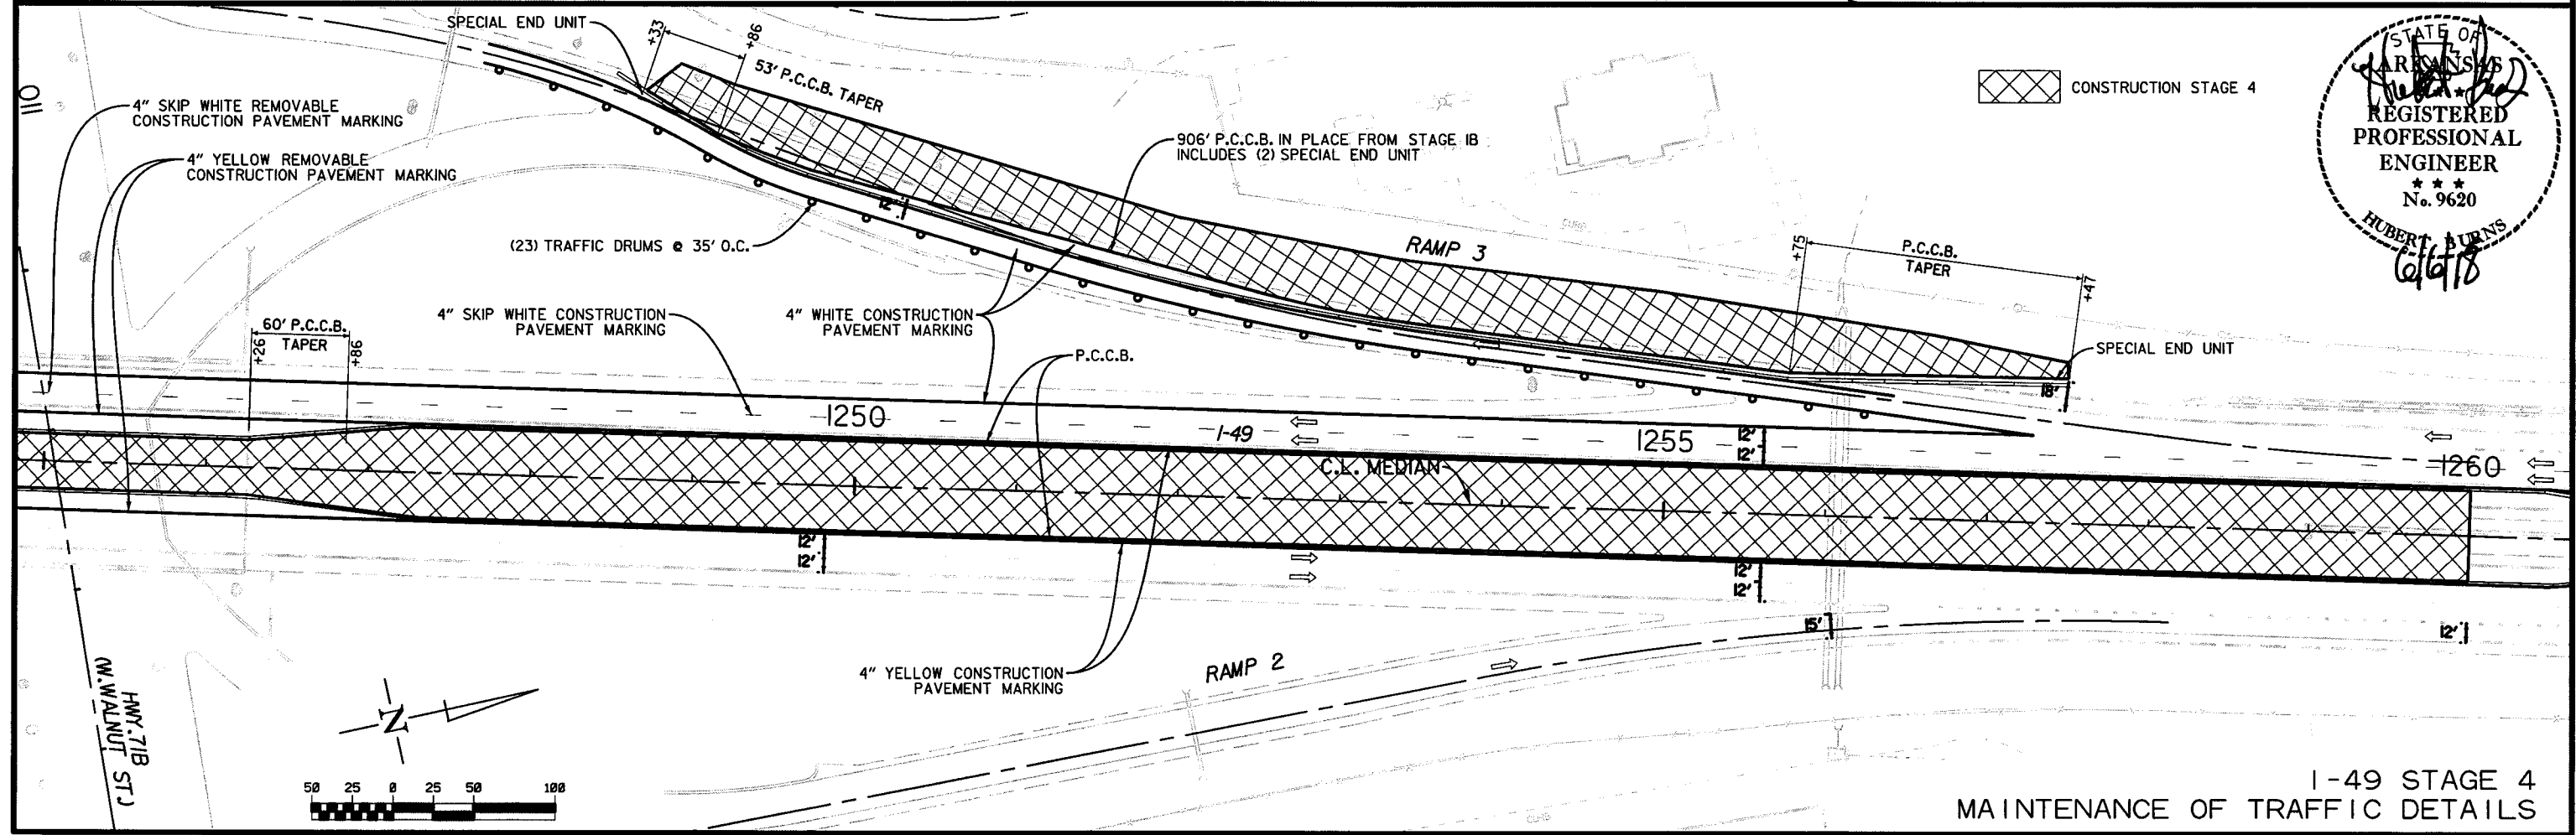 SPECIAL END UNIT
+33
+86
53' P.C.C.B. TAPER
110
4" SKIP WHITE REMOVABLE
CONSTRUCTION PAVEMENT MARKING
4" YELLOW REMOVABLE
CONSTRUCTION PAVEMENT MARKING
906' P.C.C.B. IN PLACE FROM STAGE 1B
INCLUDES (2) SPECIAL END UNIT
CONSTRUCTION STAGE 4
STATE OF
ARKANSAS
★ ★ ★
REGISTERED
PROFESSIONAL
ENGINEER
★ ★ ★
No. 9620
HUBERT BURNS
6/6/18
12'
(23) TRAFFIC DRUMS @ 35' O.C.
RAMP 3
+75
P.C.C.B.
TAPER
+47
4" SKIP WHITE CONSTRUCTION
PAVEMENT MARKING
4" WHITE CONSTRUCTION
PAVEMENT MARKING
60' P.C.C.B.
TAPER
+26
+86
P.C.C.B.
SPECIAL END UNIT
18'
1250
I-49
1255
12'
12'
1260
C.L. MEDIAN
12'
12'
12'
12'
15'
12'
4" YELLOW CONSTRUCTION
PAVEMENT MARKING
RAMP 2
HWY. 71B
(W. WALNUT ST.)
N
50 25 0 25 50 100
I-49 STAGE 4
MAINTENANCE OF TRAFFIC DETAILS